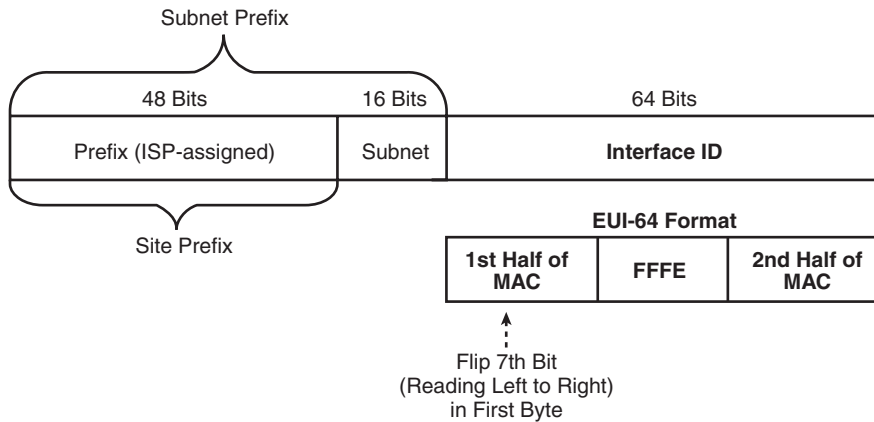 Subnet Prefix
48 Bits
16 Bits
64 Bits
Prefix (ISP-assigned)
Subnet
Interface ID
Site Prefix
EUI-64 Format
1st Half of
MAC
FFFE
2nd Half of
MAC
Flip 7th Bit
(Reading Left to Right)
in First Byte